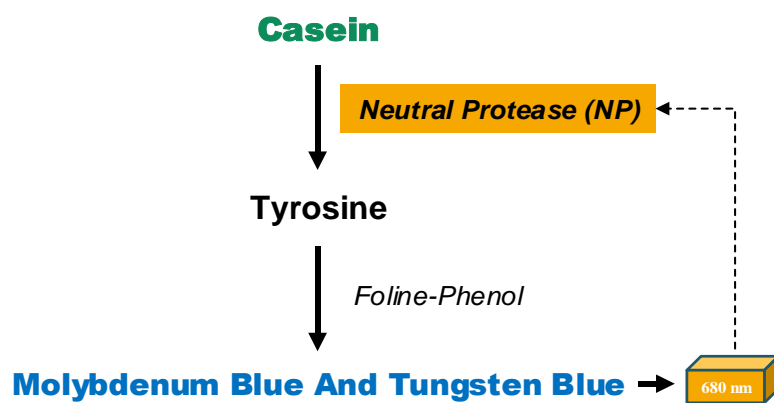 Casein
Neutral Protease (NP)
Tyrosine
Foline-Phenol
Molybdenum Blue And Tungsten Blue
680 nm